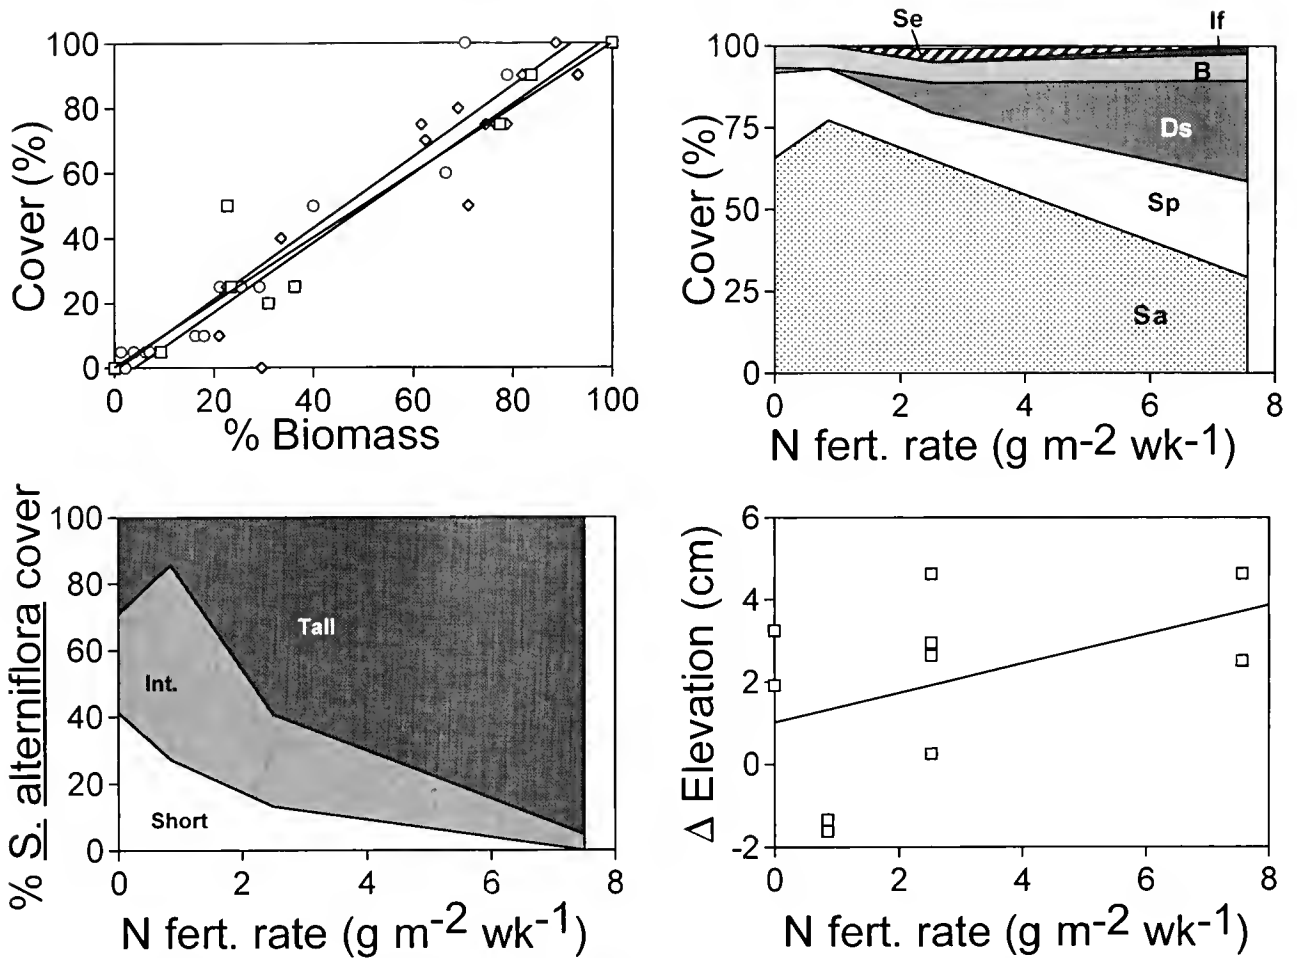 100
80
60
40
20
0
Cover (%)
0 20 40 60 80 100
% Biomass
Se
If
B
Ds
Sp
Sa
100
75
50
25
0
Cover (%)
0 2 4 6 8
N fert. rate (g m-2 wk-1)
% S. alterniflora cover
100
80
60
40
20
0
Tall
Int.
Short
0 2 4 6 8
N fert. rate (g m-2 wk-1)
Δ Elevation (cm)
6
4
2
0
-2
0 2 4 6 8
N fert. rate (g m-2 wk-1)